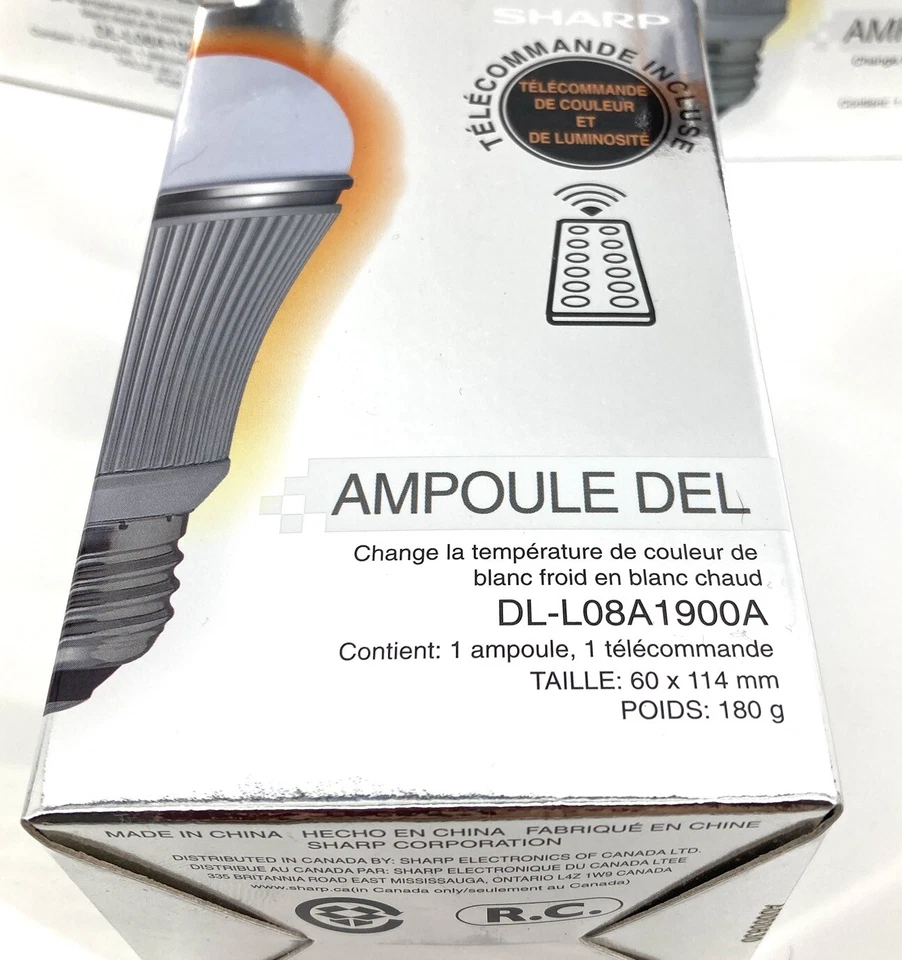 SHARP
TÉLÉCOMMANDE INCLUSE
TÉLÉCOMMANDE
DE COULEUR
ET
DE LUMINOSITÉ
AMPOULE DEL
Change la température de couleur de
blanc froid en blanc chaud
DL-L08A1900A
Contient: 1 ampoule, 1 télécommande
TAILLE: 60 x 114 mm
POIDS: 180 g
MADE IN CHINA HECHO EN CHINA FABRIQUÉ EN CHINE
SHARP CORPORATION
DISTRIBUTED IN CANADA BY: SHARP ELECTRONICS OF CANADA LTD.
DISTRIBUE AU CANADA PAR: SHARP ELECTRONIQUE DU CANADA LTEE
335 BRITANNIA ROAD EAST MISSISSAUGA, ONTARIO L4Z 1W9 CANADA
www.sharp.ca(in Canada only/seulement au Canada)
R.C.